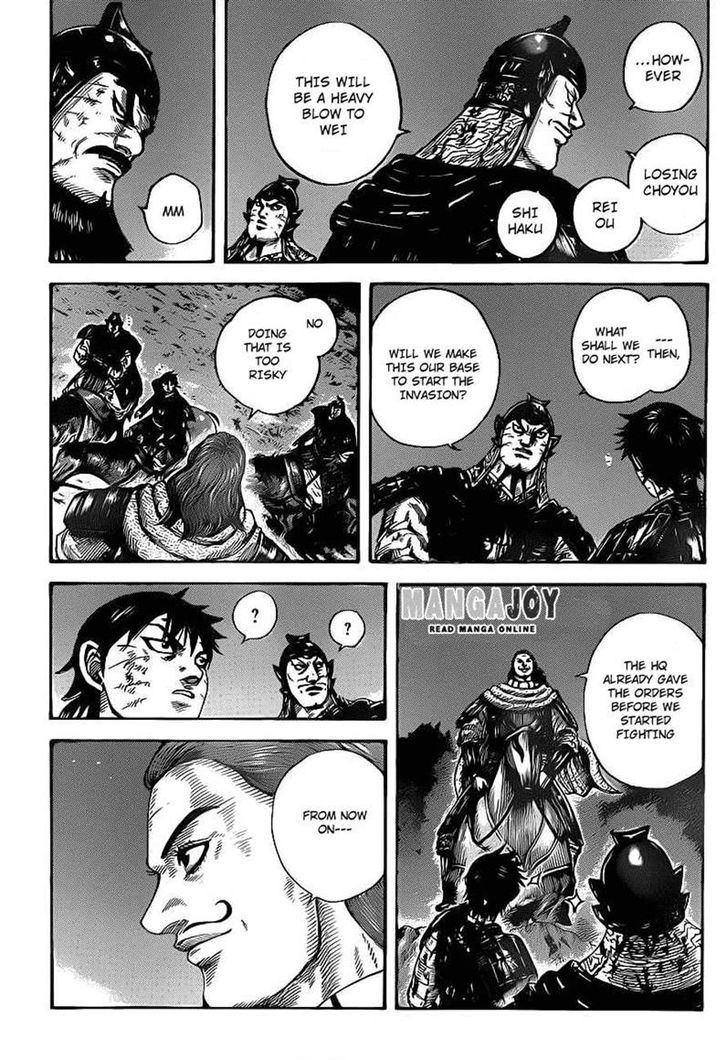 ...HOW-
EVER
LOSING
CHOYOU
REI
OU
SHI
HAKU
THIS WILL
BE A HEAVY
BLOW TO
WEI
MM
---
THEN,
WHAT
SHALL WE
DO NEXT?
WILL WE MAKE
THIS OUR BASE
TO START THE
INVASION?
NO
DOING
THAT IS
TOO
RISKY
?
?
MANGAJOY
READ MANGA ONLINE
THE HQ
ALREADY GAVE
THE ORDERS
BEFORE WE
STARTED
FIGHTING
FROM NOW
ON---